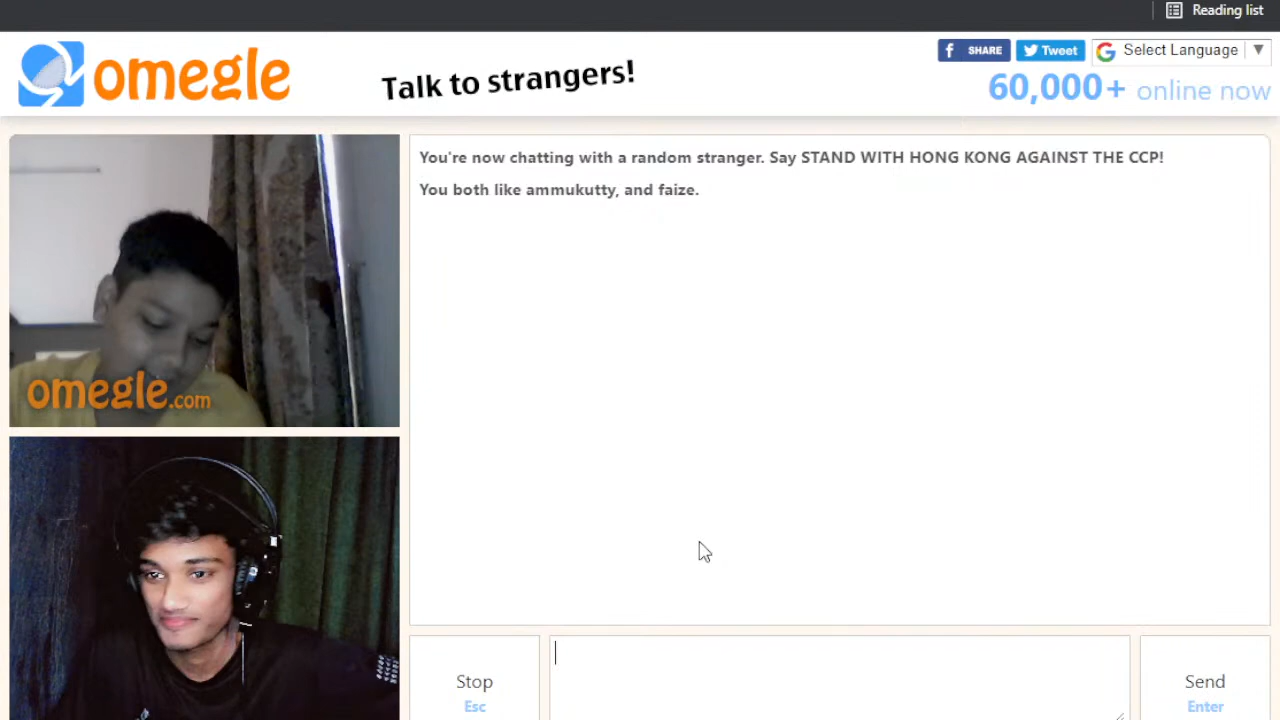 Reading list
omegle
Talk to strangers!
f SHARE
Tweet
G Select Language ▼
60,000+ online now
You're now chatting with a random stranger. Say STAND WITH HONG KONG AGAINST THE CCP!
You both like ammukutty, and faize.
omegle.com
Stop
Esc
Send
Enter